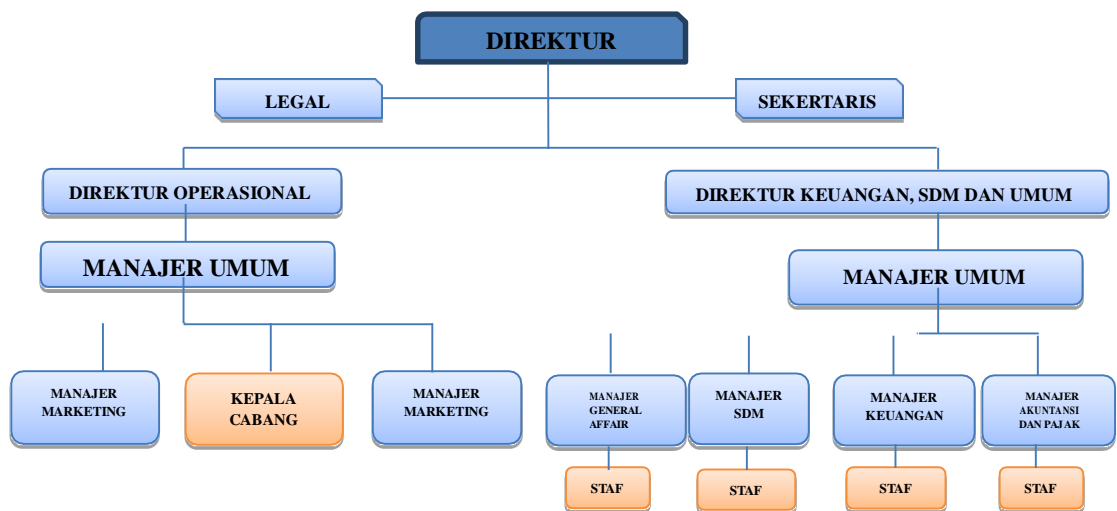 DIREKTUR
LEGAL
SEKERTARIS
DIREKTUR OPERASIONAL
DIREKTUR KEUANGAN, SDM DAN UMUM
MANAJER UMUM
MANAJER UMUM
MANAJER
MARKETING
KEPALA
CABANG
MANAJER
MARKETING
MANAJER
GENERAL
AFFAIR
MANAJER
SDM
MANAJER
KEUANGAN
MANAJER
AKUNTANSI
DAN PAJAK
STAF
STAF
STAF
STAF